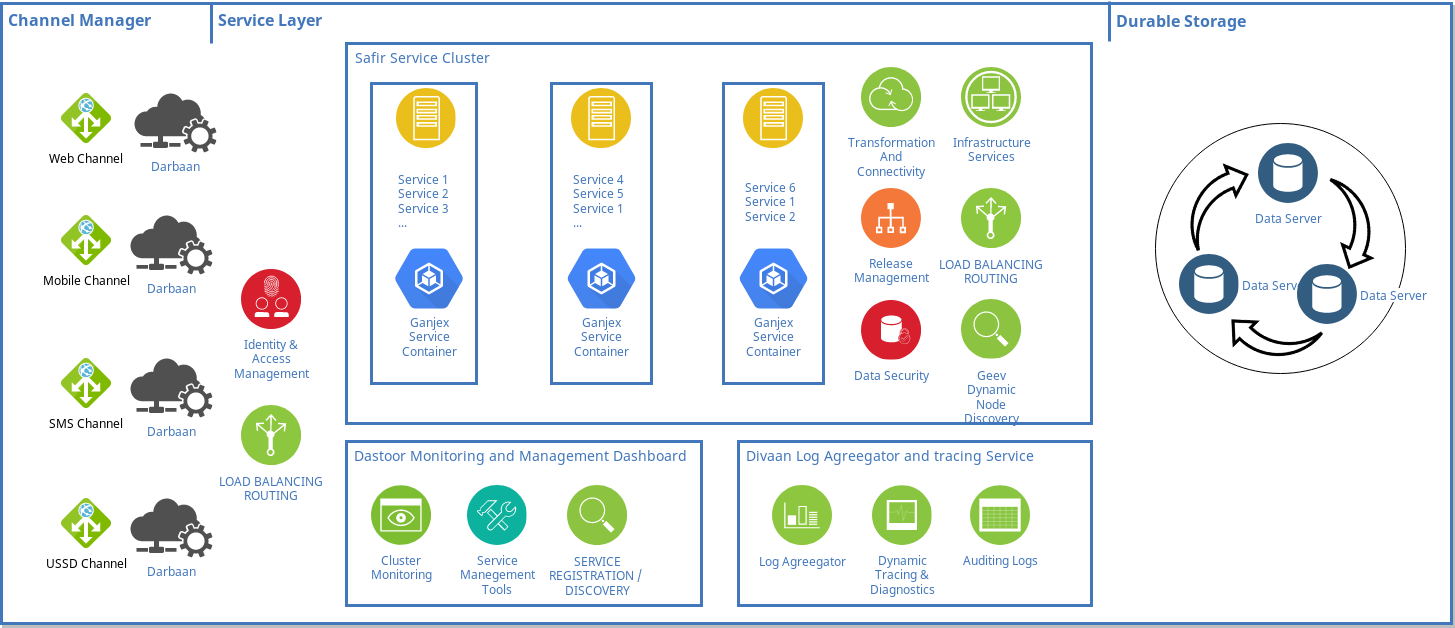 Channel Manager
Service Layer
Durable Storage
Web Channel
Darbaan
Mobile Channel
Darbaan
SMS Channel
Darbaan
USSD Channel
Darbaan
Identity &
Access
Management
LOAD BALANCING
ROUTING
Safir Service Cluster
Service 1
Service 2
Service 3
...
Ganjex
Service
Container
Service 4
Service 5
Service 1
...
Ganjex
Service
Container
Service 6
Service 1
Service 2
Ganjex
Service
Container
Transformation
And
Connectivity
Infrastructure
Services
Release
Management
LOAD BALANCING
ROUTING
Data Security
Geev
Dynamic
Node
Discovery
Dastoor Monitoring and Management Dashboard
Cluster
Monitoring
Service
Manegement
Tools
SERVICE
REGISTRATION /
DISCOVERY
Divaan Log Agreegator and tracing Service
Log Agreegator
Dynamic
Tracing &
Diagnostics
Auditing Logs
Data Server
Data Serv
Data Server